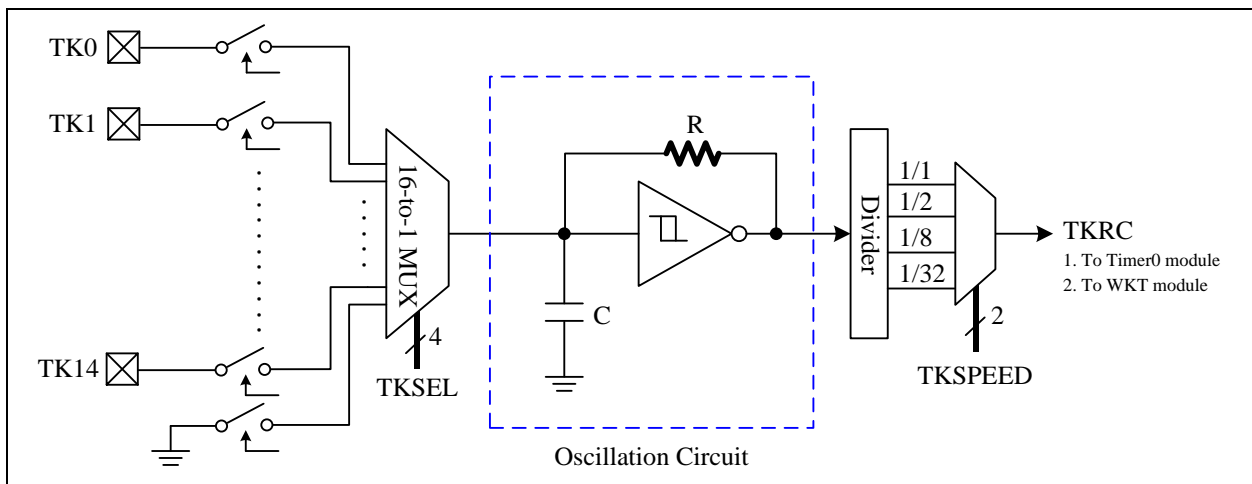 TK0
TK1
TK14
16-to-1 MUX
4
TKSEL
R
C
Oscillation Circuit
Divider
1/1
1/2
1/8
1/32
2
TKSPEED
TKRC
1. To Timer0 module
2. To WKT module